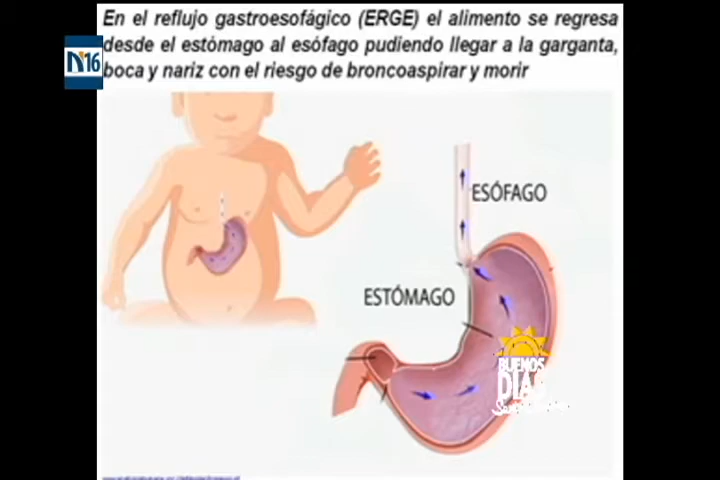 En el reflujo gastroesofágico (ERGE) el alimento se regresa
desde el estómago al esófago pudiendo llegar a la garganta,
boca y nariz con el riesgo de broncoaspirar y morir
N16
ESÓFAGO
ESTÓMAGO
BUENOS
DÍAS